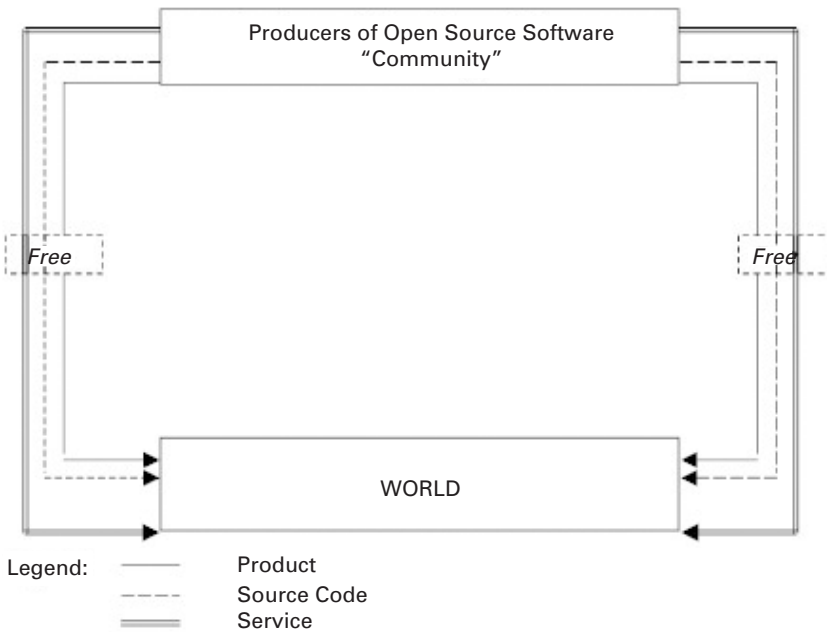 Producers of Open Source Software
“Community”
Free
Free
WORLD
Legend:
Product
Source Code
Service